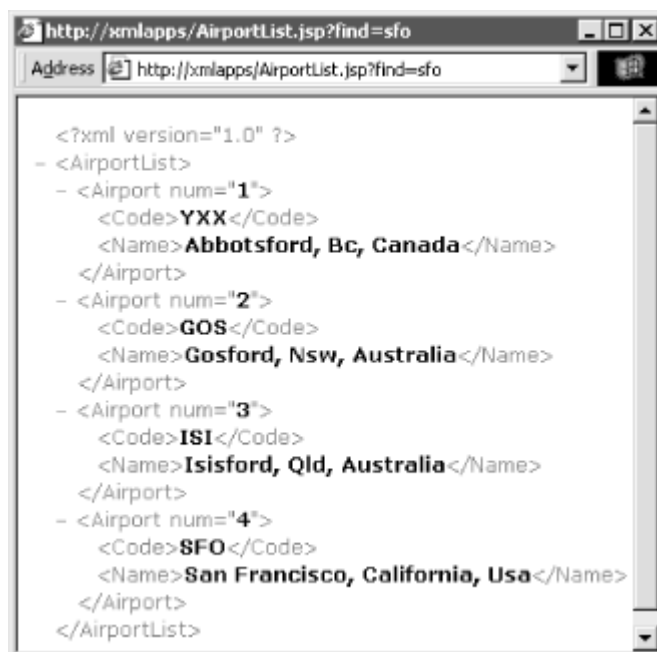 http://xmlapps/AirportList.jsp?find=sfo
Address http://xmlapps/AirportList.jsp?find=sfo
<?xml version="1.0" ?>
- <AirportList>
- <Airport num="1">
<Code>YXX</Code>
<Name>Abbotsford, Bc, Canada</Name>
</Airport>
- <Airport num="2">
<Code>GOS</Code>
<Name>Gosford, Nsw, Australia</Name>
</Airport>
- <Airport num="3">
<Code>ISI</Code>
<Name>Isisford, Qld, Australia</Name>
</Airport>
- <Airport num="4">
<Code>SFO</Code>
<Name>San Francisco, California, Usa</Name>
</Airport>
</AirportList>